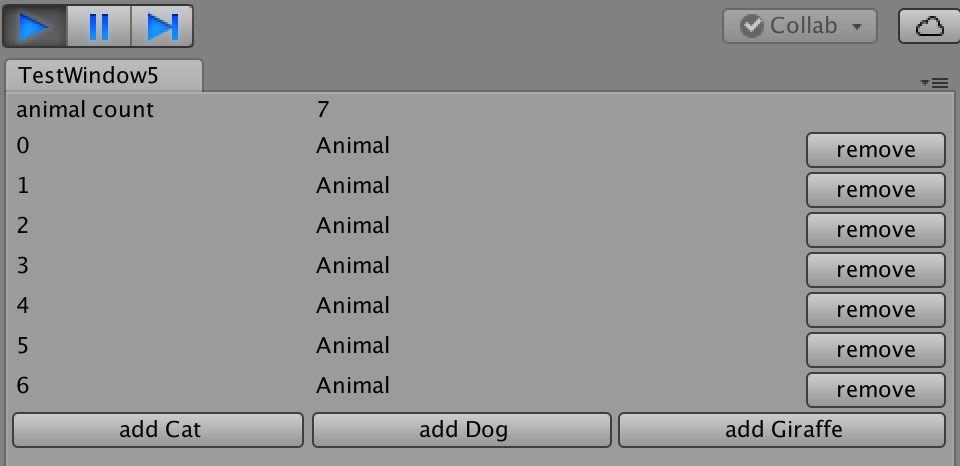 Collab
TestWindow5
animal count 7
0 Animal remove
1 Animal remove
2 Animal remove
3 Animal remove
4 Animal remove
5 Animal remove
6 Animal remove
add Cat add Dog add Giraffe